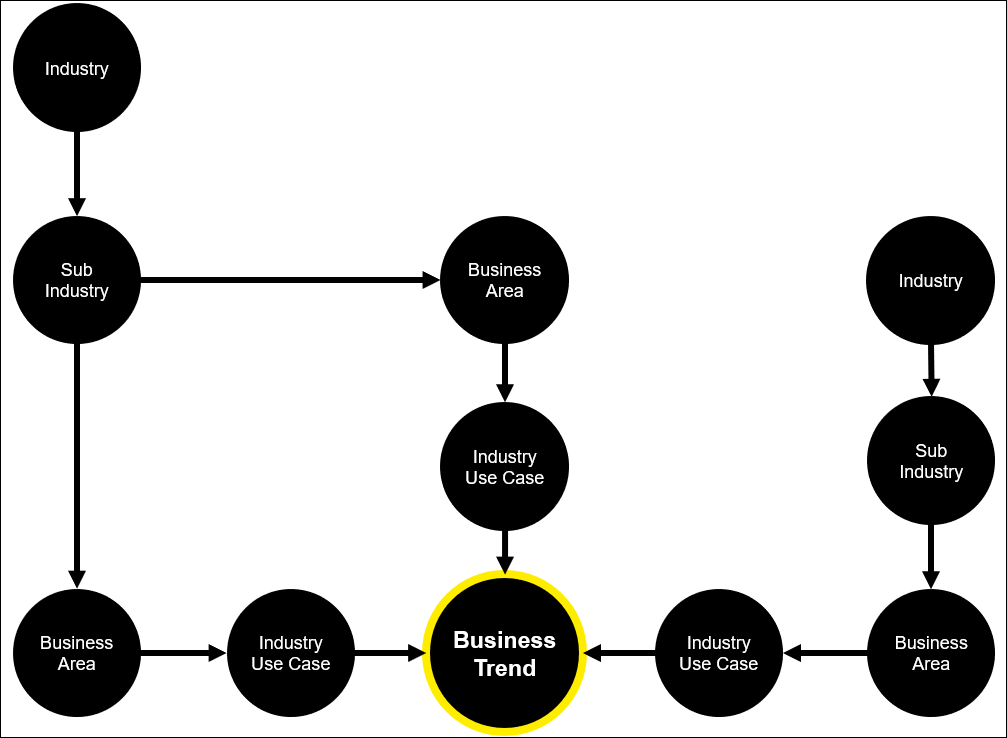 Industry
Sub
Industry
Business
Area
Industry
Industry
Use Case
Sub
Industry
Business
Area
Industry
Use Case
Business
Trend
Industry
Use Case
Business
Area